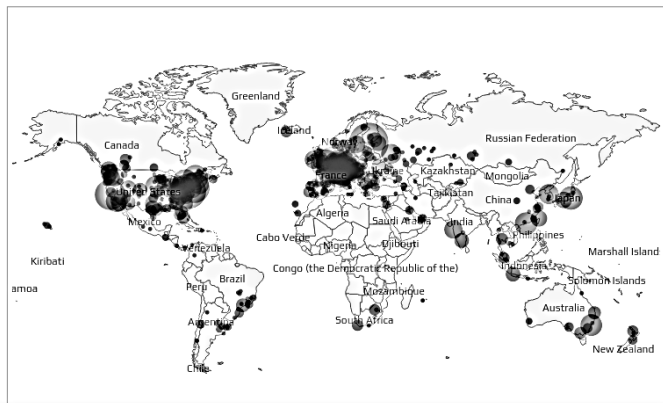 Greenland
Iceland
Norway
Russian Federation
Canada
Ukraine
Kazakhstan
Mongolia
France
United States
Tajikistan
China
Japan
Algeria
Saudi Arabia
Mexico
India
Cabo Verde
Nigeria
Djibouti
Philippines
Venezuela
Marshall Island
Kiribati
Congo (the Democratic Republic of the)
Indonesia
Brazil
Solomon Islands
Peru
amoa
Mozambique
Australia
Argentina
South Africa
New Zealand
Chile